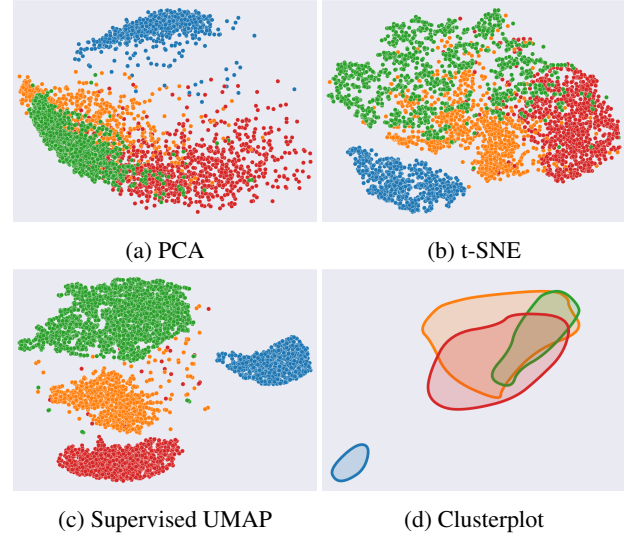 (a) PCA
(b) t-SNE
(c) Supervised UMAP
(d) Clusterplot